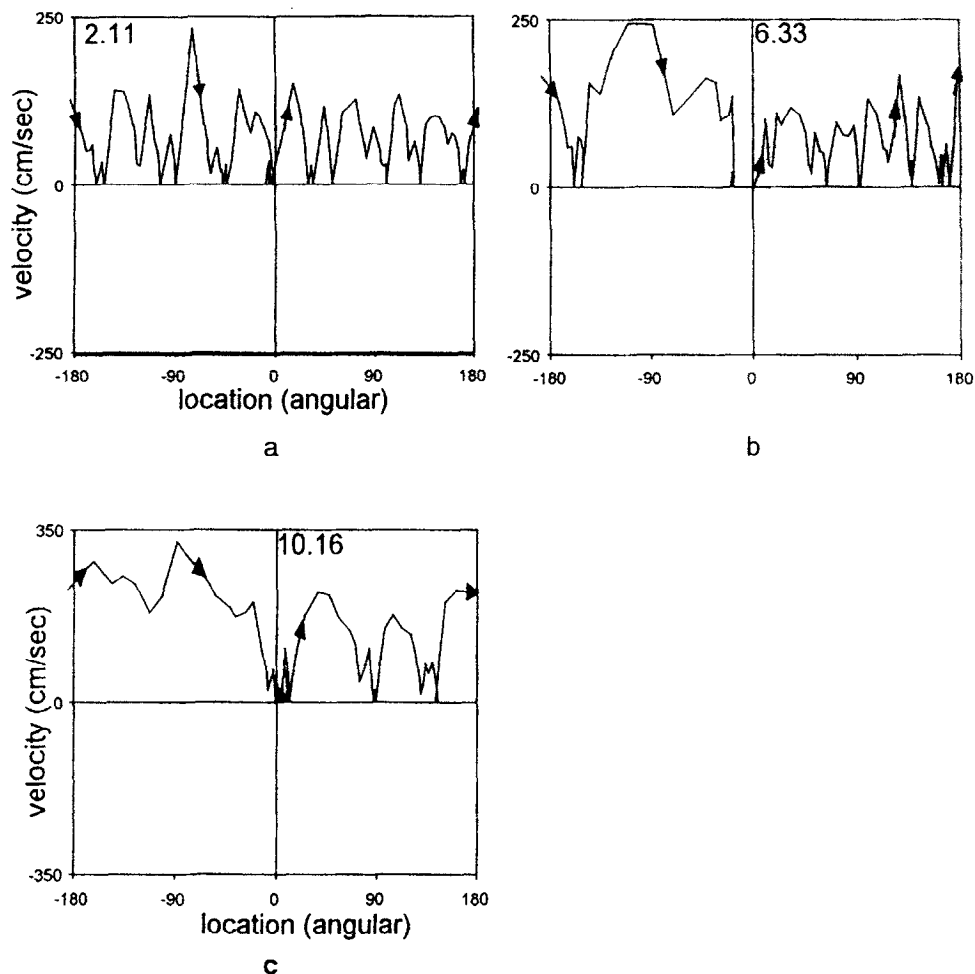 250
2.11
0
-250
velocity (cm/sec)
-180 -90 0 90 180
location (angular)
a
250
6.33
0
-250
-180 -90 0 90 180
b
350
10.16
0
-350
velocity (cm/sec)
-180 -90 0 90 180
location (angular)
c